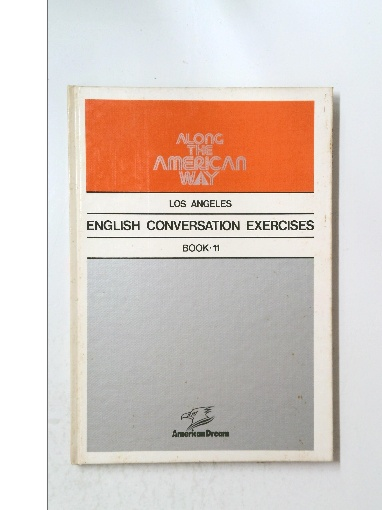 ALONG
THE
AMERICAN
WAY
LOS ANGELES
ENGLISH CONVERSATION EXERCISES
BOOK·11
American Dream